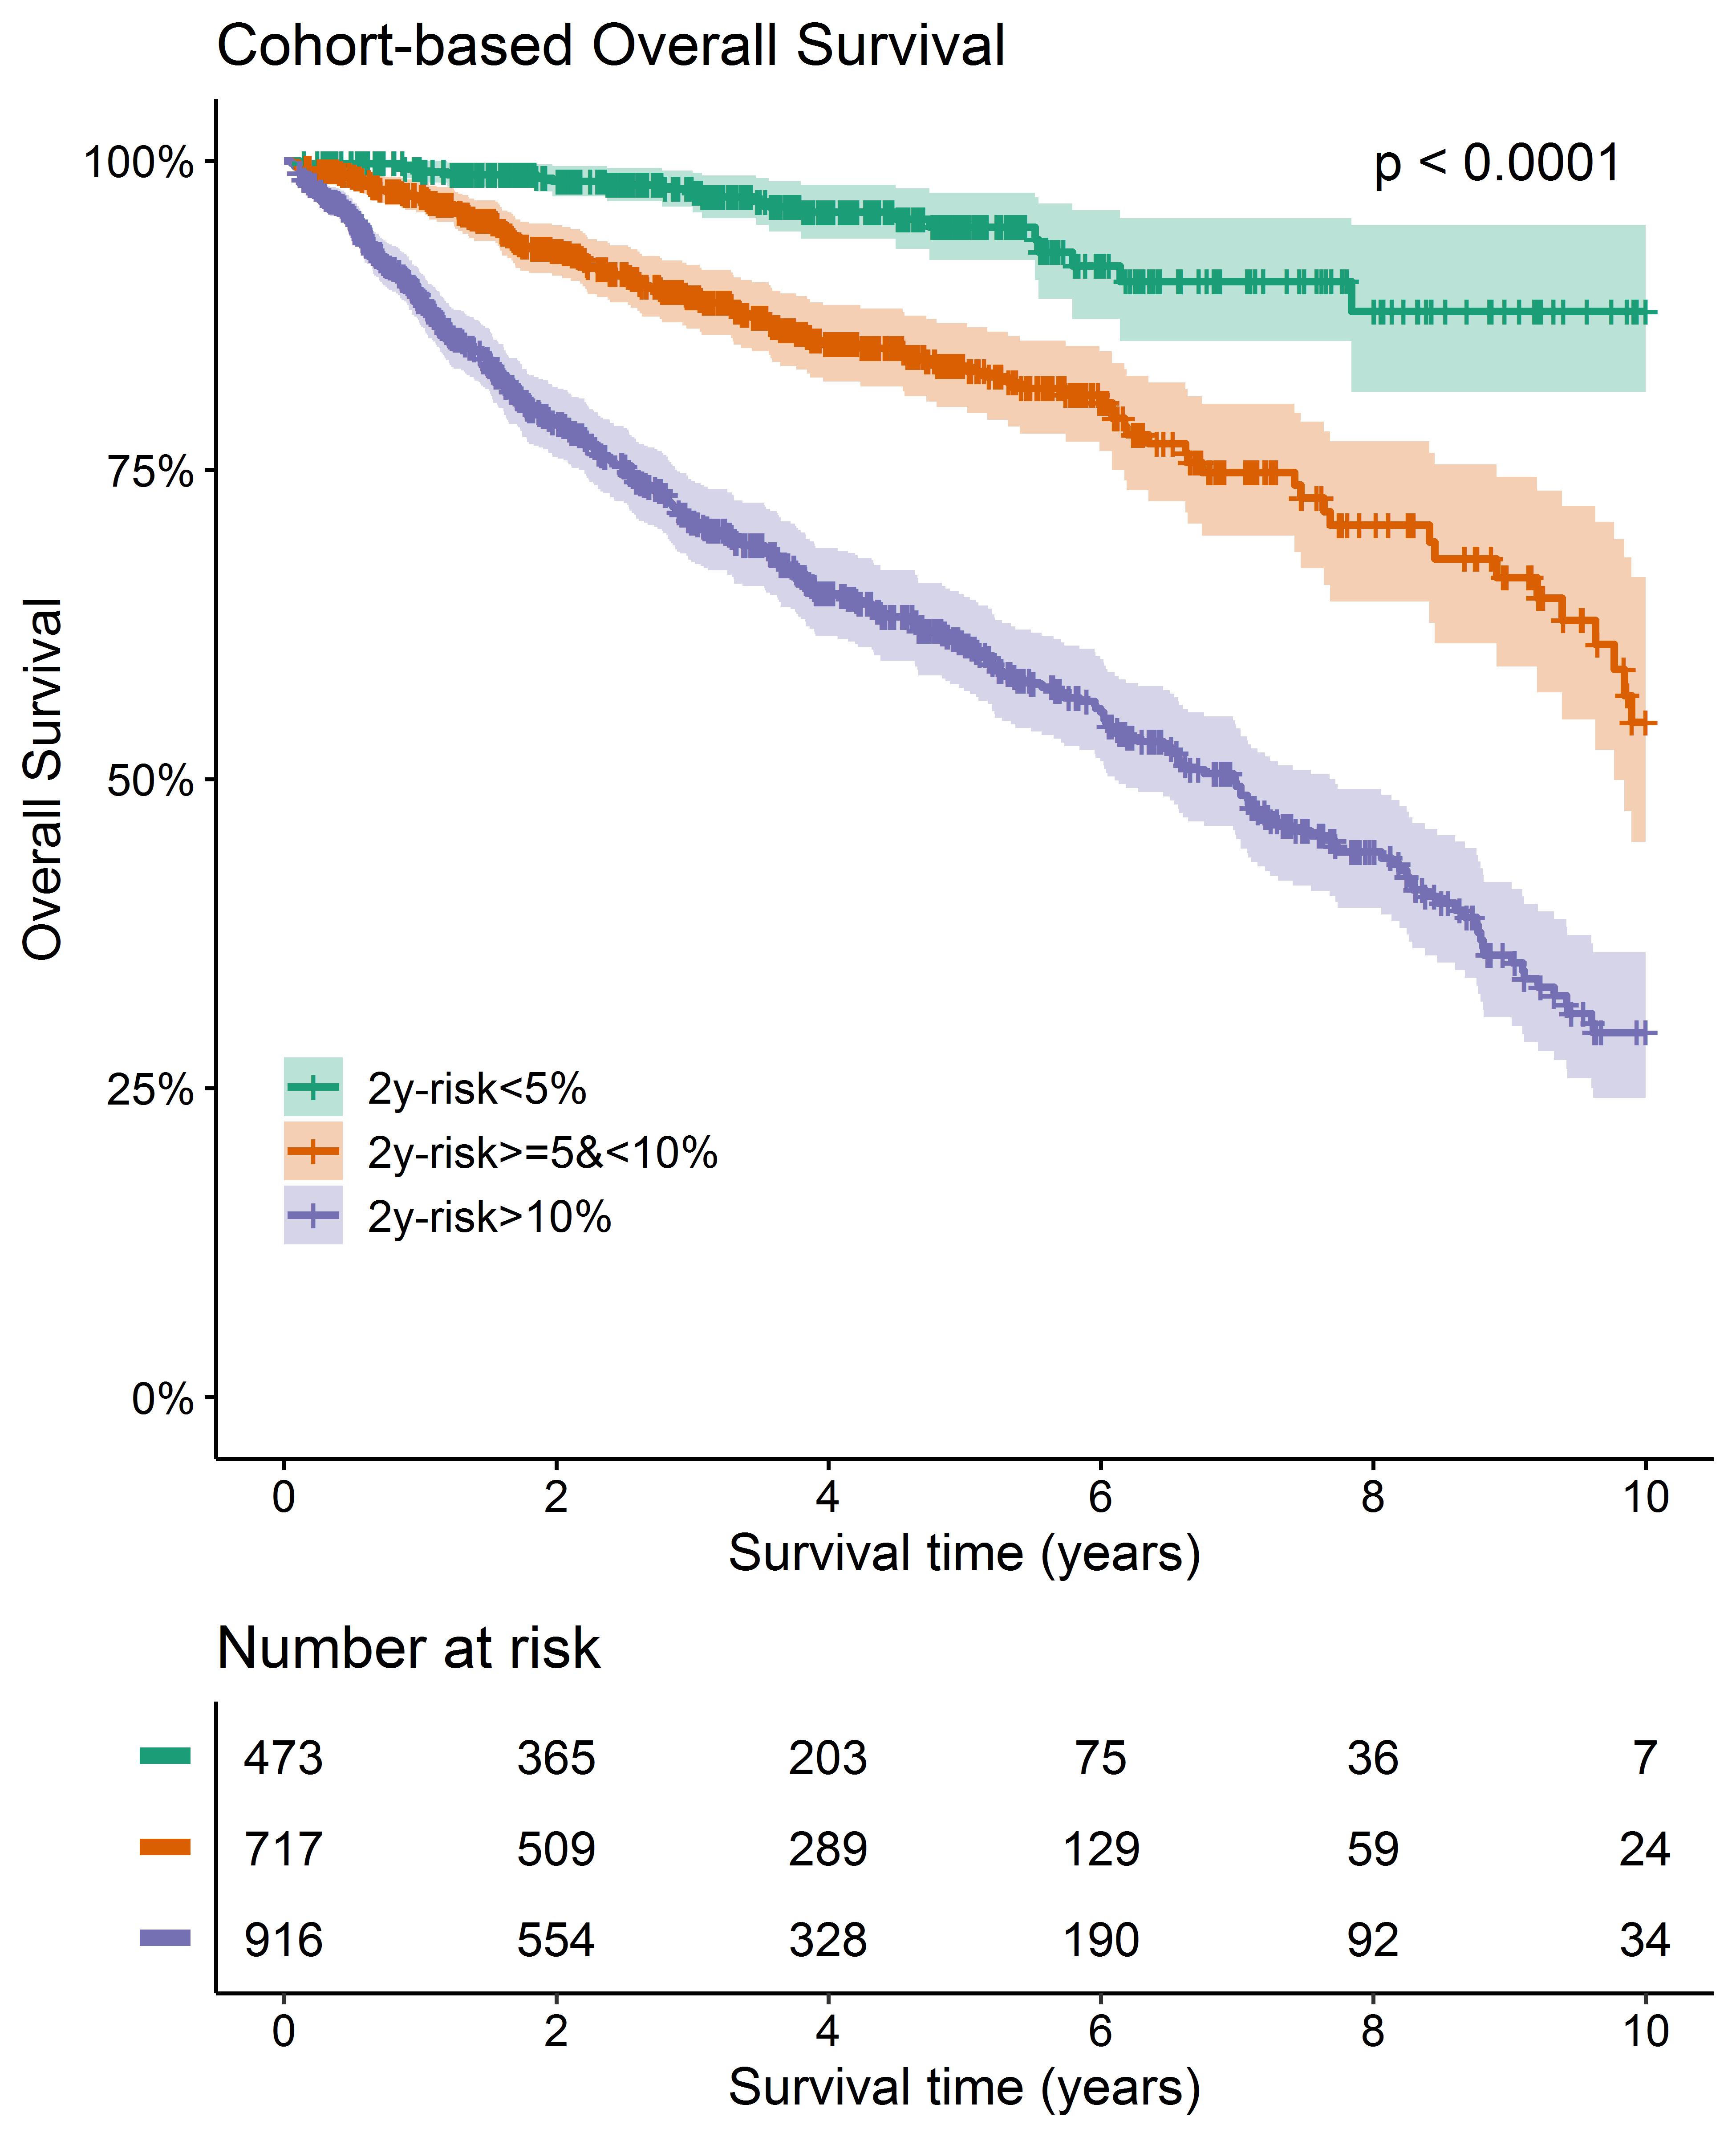 Cohort-based Overall Survival
p < 0.0001
100%
75%
50%
25%
0%
Overall Survival
2y-risk<5%
2y-risk>=5&<10%
2y-risk>10%
0 2 4 6 8 10
Survival time (years)
Number at risk
473 365 203 75 36 7
717 509 289 129 59 24
916 554 328 190 92 34
0 2 4 6 8 10
Survival time (years)